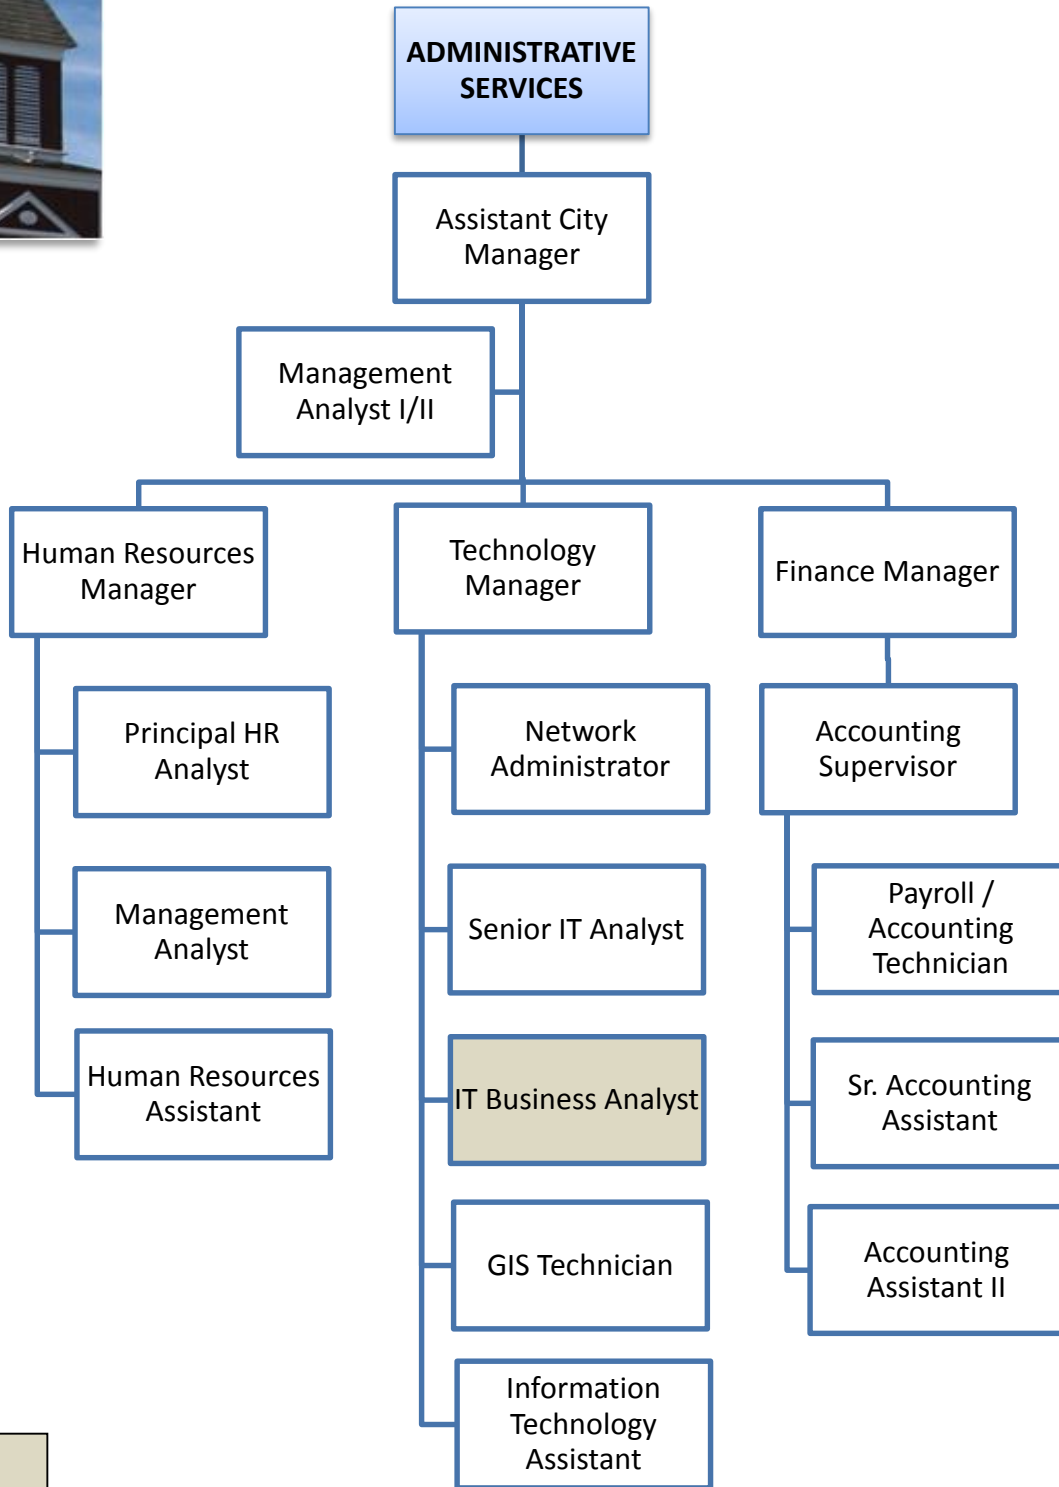 ADMINISTRATIVE
SERVICES
Assistant City
Manager
Management
Analyst I/II
Human Resources
Manager
Technology
Manager
Finance Manager
Principal HR
Analyst
Network
Administrator
Accounting
Supervisor
Management
Analyst
Senior IT Analyst
Payroll /
Accounting
Technician
Human Resources
Assistant
IT Business Analyst
Sr. Accounting
Assistant
GIS Technician
Accounting
Assistant II
Information
Technology
Assistant